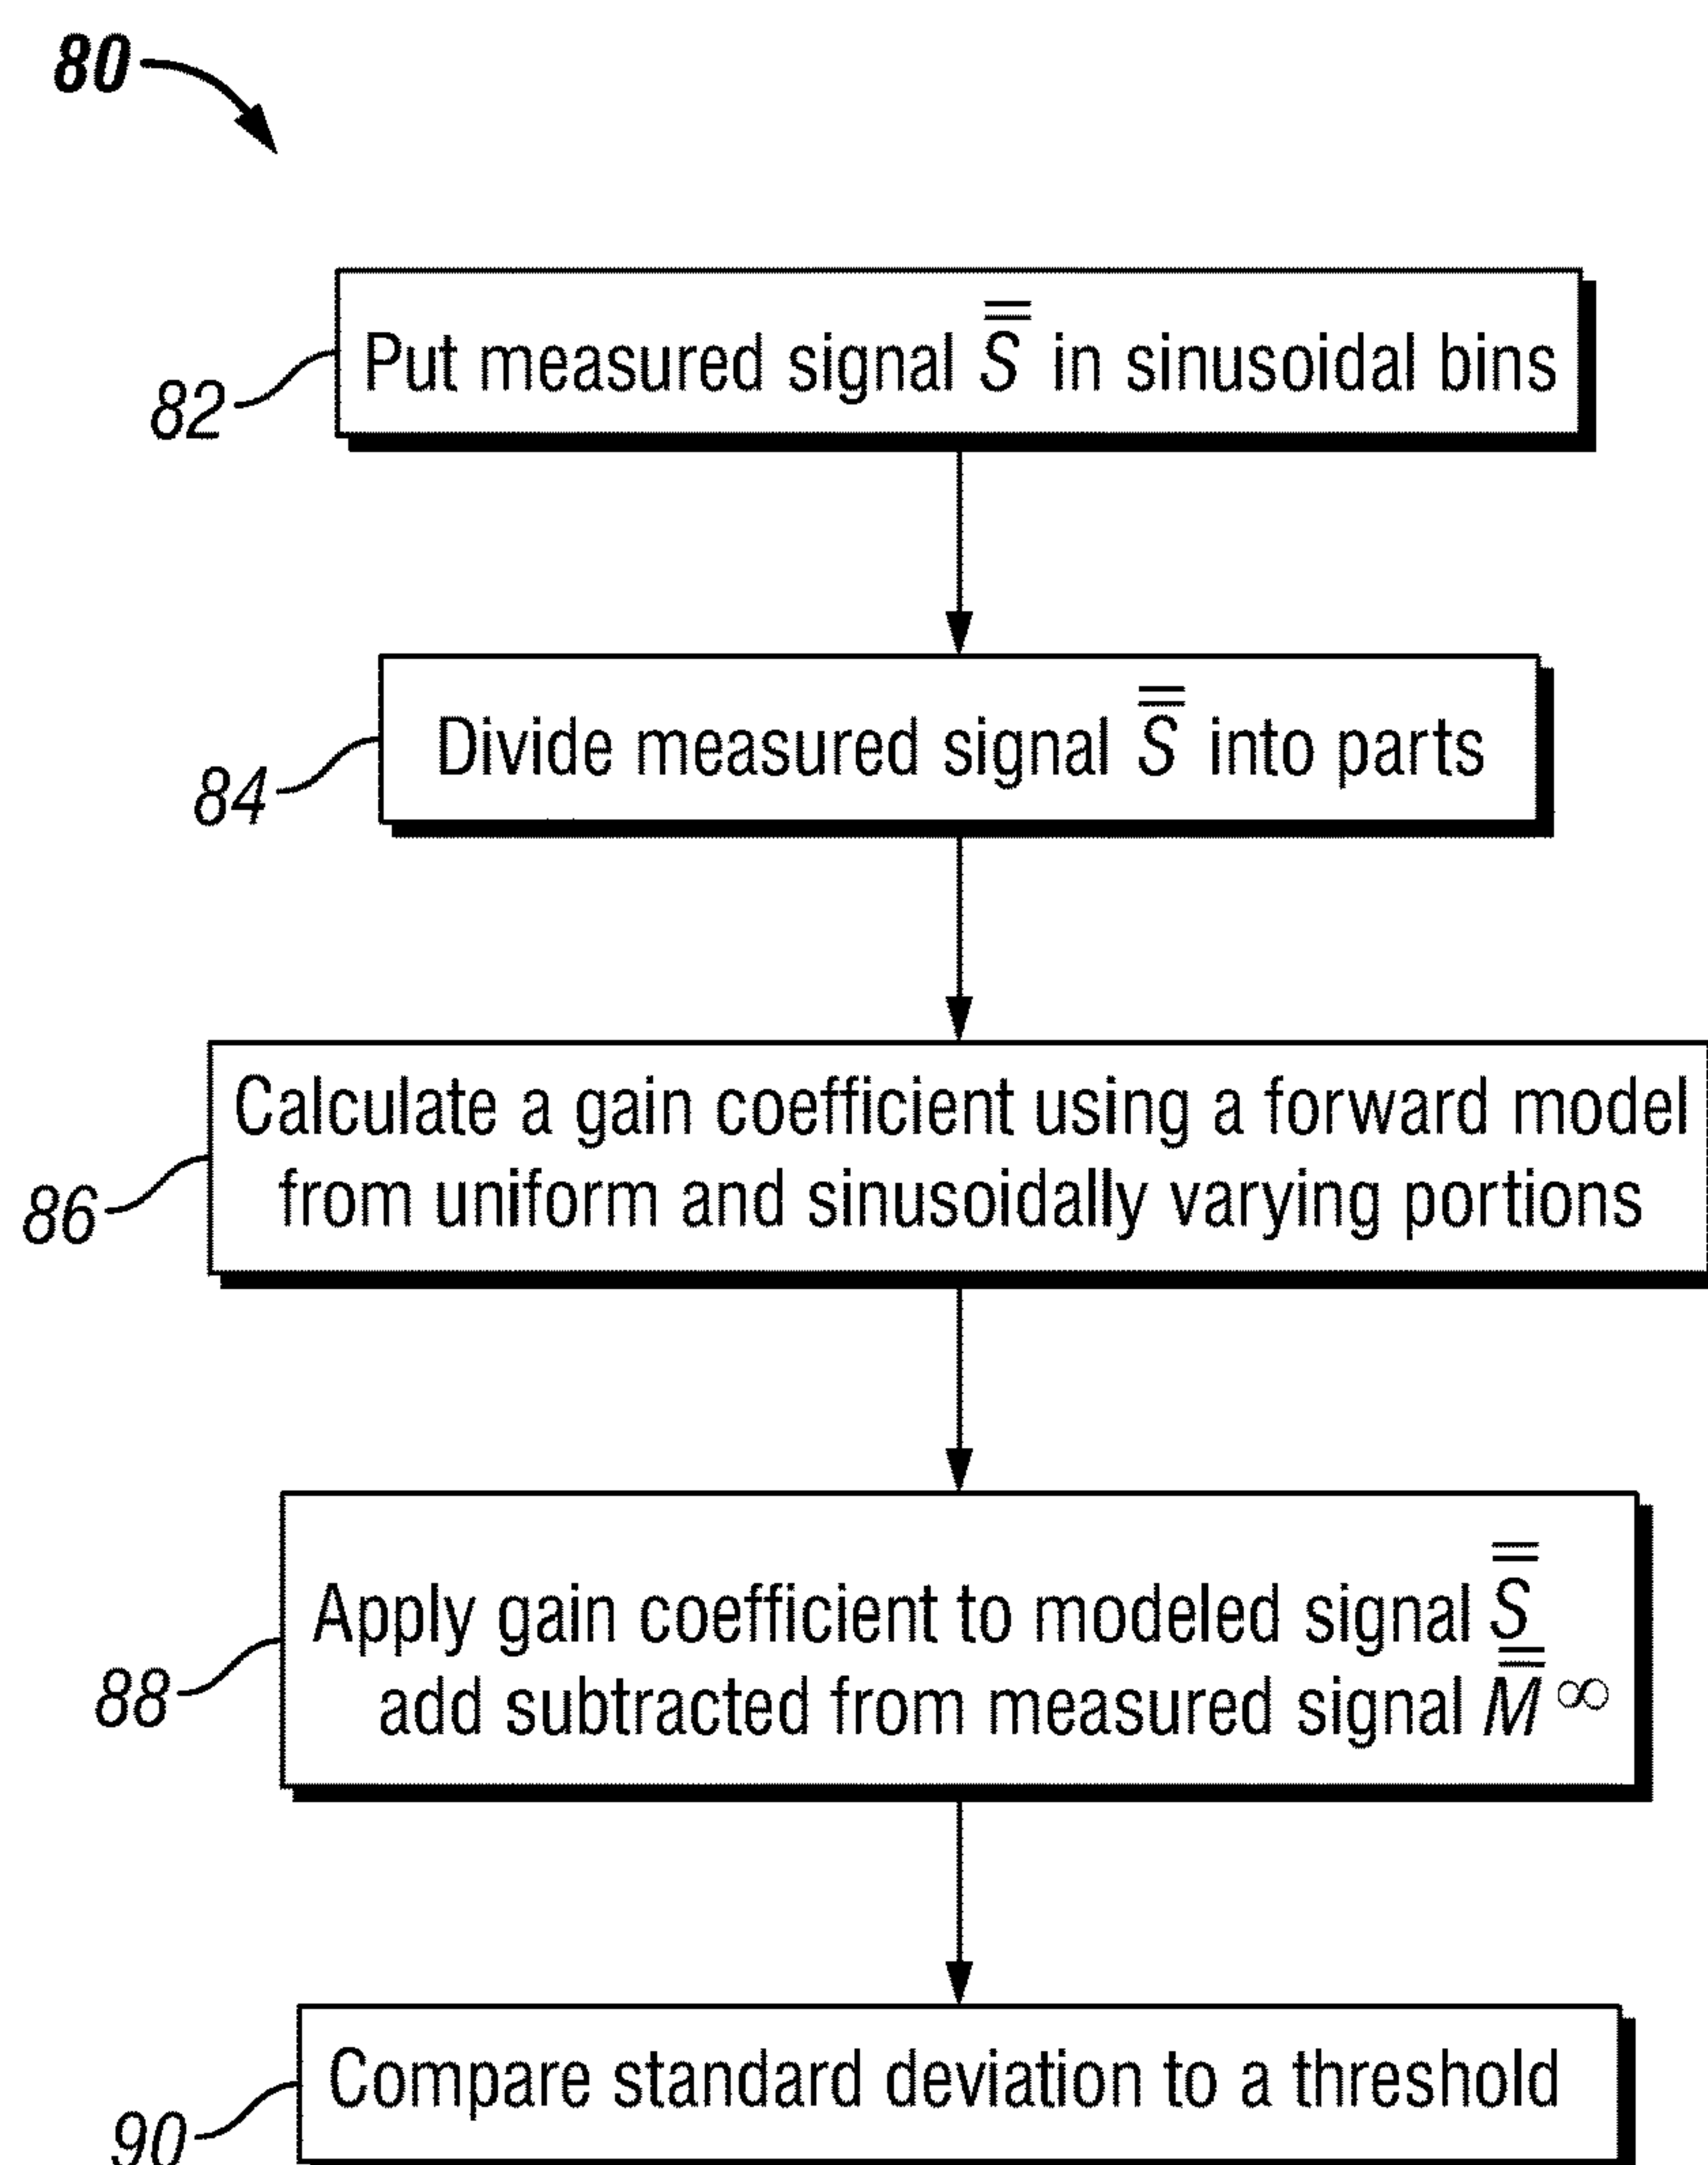 80
Put measured signal S̿ in sinusoidal bins
82
Divide measured signal S̿ into parts
84
Calculate a gain coefficient using a forward model
from uniform and sinusoidally varying portions
86
Apply gain coefficient to modeled signal S̿
add subtracted from measured signal M̿ ∞
88
Compare standard deviation to a threshold
90